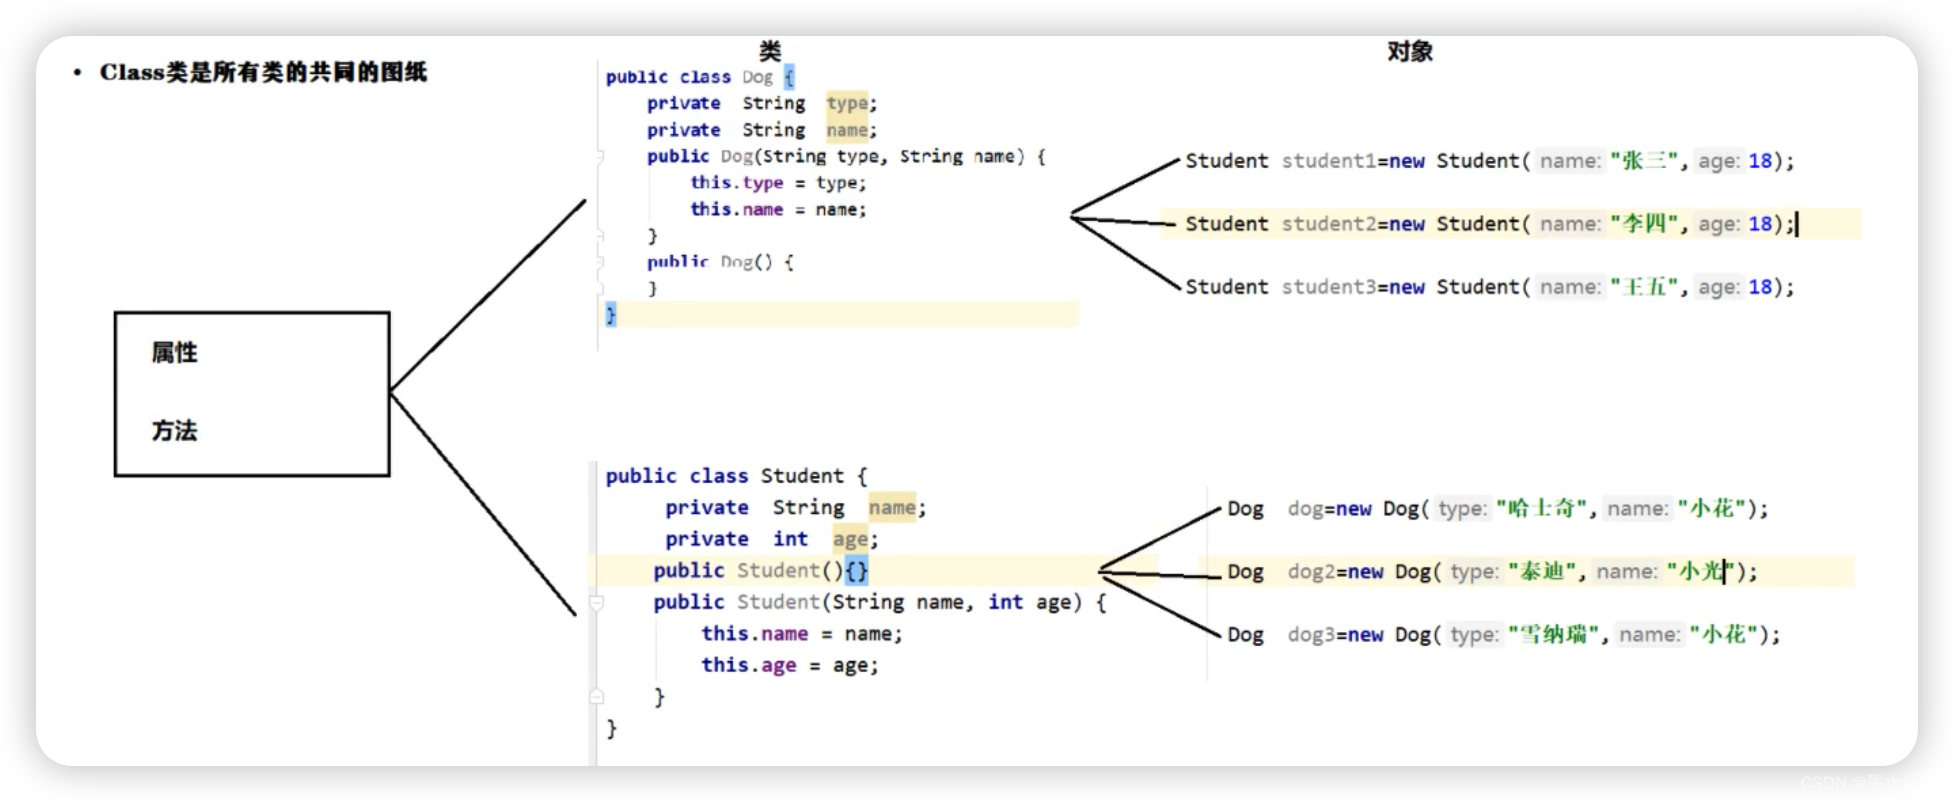 • Class类是所有类的共同的图纸
属性
方法
类
public class Dog {
private String type;
private String name;
public Dog(String type, String name) {
this.type = type;
this.name = name;
}
public Dog() {
}
}
对象
Student student1=new Student( name: "张三", age: 18);
Student student2=new Student( name: "李四", age: 18);
Student student3=new Student( name: "王五", age: 18);
public class Student {
private String name;
private int age;
public Student(){}
public Student(String name, int age) {
this.name = name;
this.age = age;
}
}
Dog dog=new Dog( type: "哈士奇", name: "小花");
Dog dog2=new Dog( type: "泰迪", name: "小光");
Dog dog3=new Dog( type: "雪纳瑞", name: "小花");
CSDN